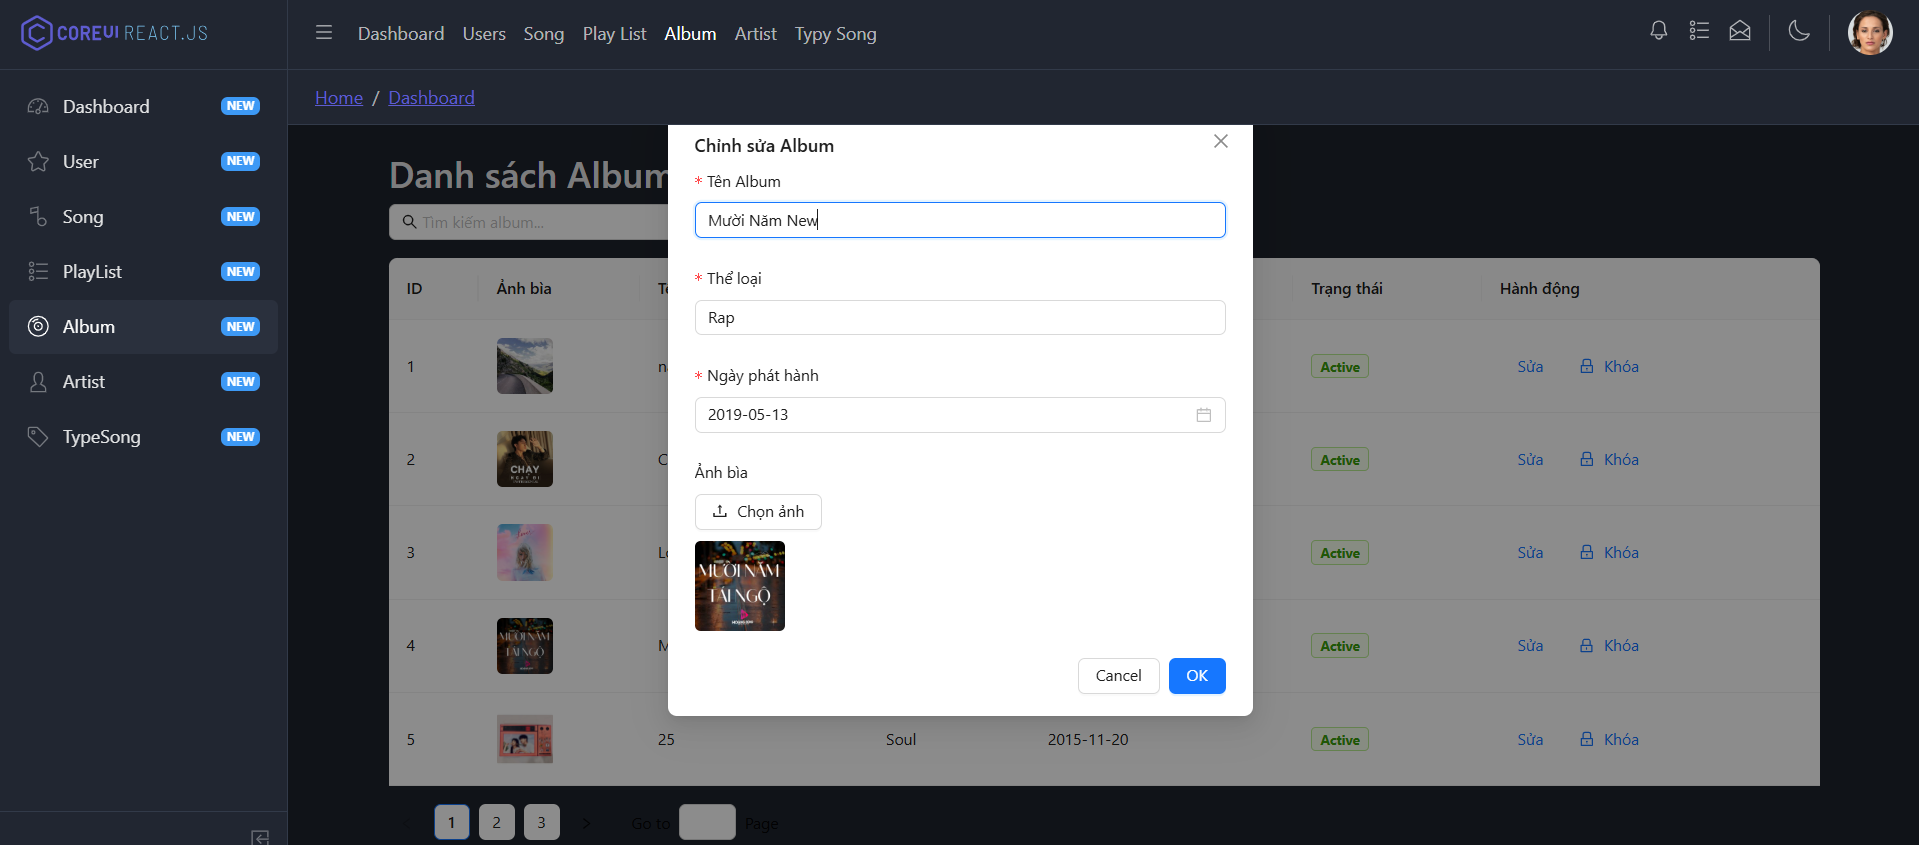 COREUI REACT.JS
Dashboard Users Song Play List Album Artist Typy Song
Home / Dashboard
Dashboard NEW
User NEW
Song NEW
PlayList NEW
Album NEW
Artist NEW
TypeSong NEW
Danh sách Album
Tìm kiếm album...
ID Ảnh bìa Trạng thái Hành động
1 Active Sửa Khóa
2 CHẠY NGAY ĐI Active Sửa Khóa
3 Active Sửa Khóa
4 MƯỜI NĂM TÁI NGỘ Active Sửa Khóa
5 25 Soul 2015-11-20 Active Sửa Khóa
1 2 3 Go to Page
Chỉnh sửa Album
* Tên Album
Mười Năm New
* Thể loại
Rap
* Ngày phát hành
2019-05-13
Ảnh bìa
Chọn ảnh
MƯỜI NĂM
TÁI NGỘ
Cancel OK